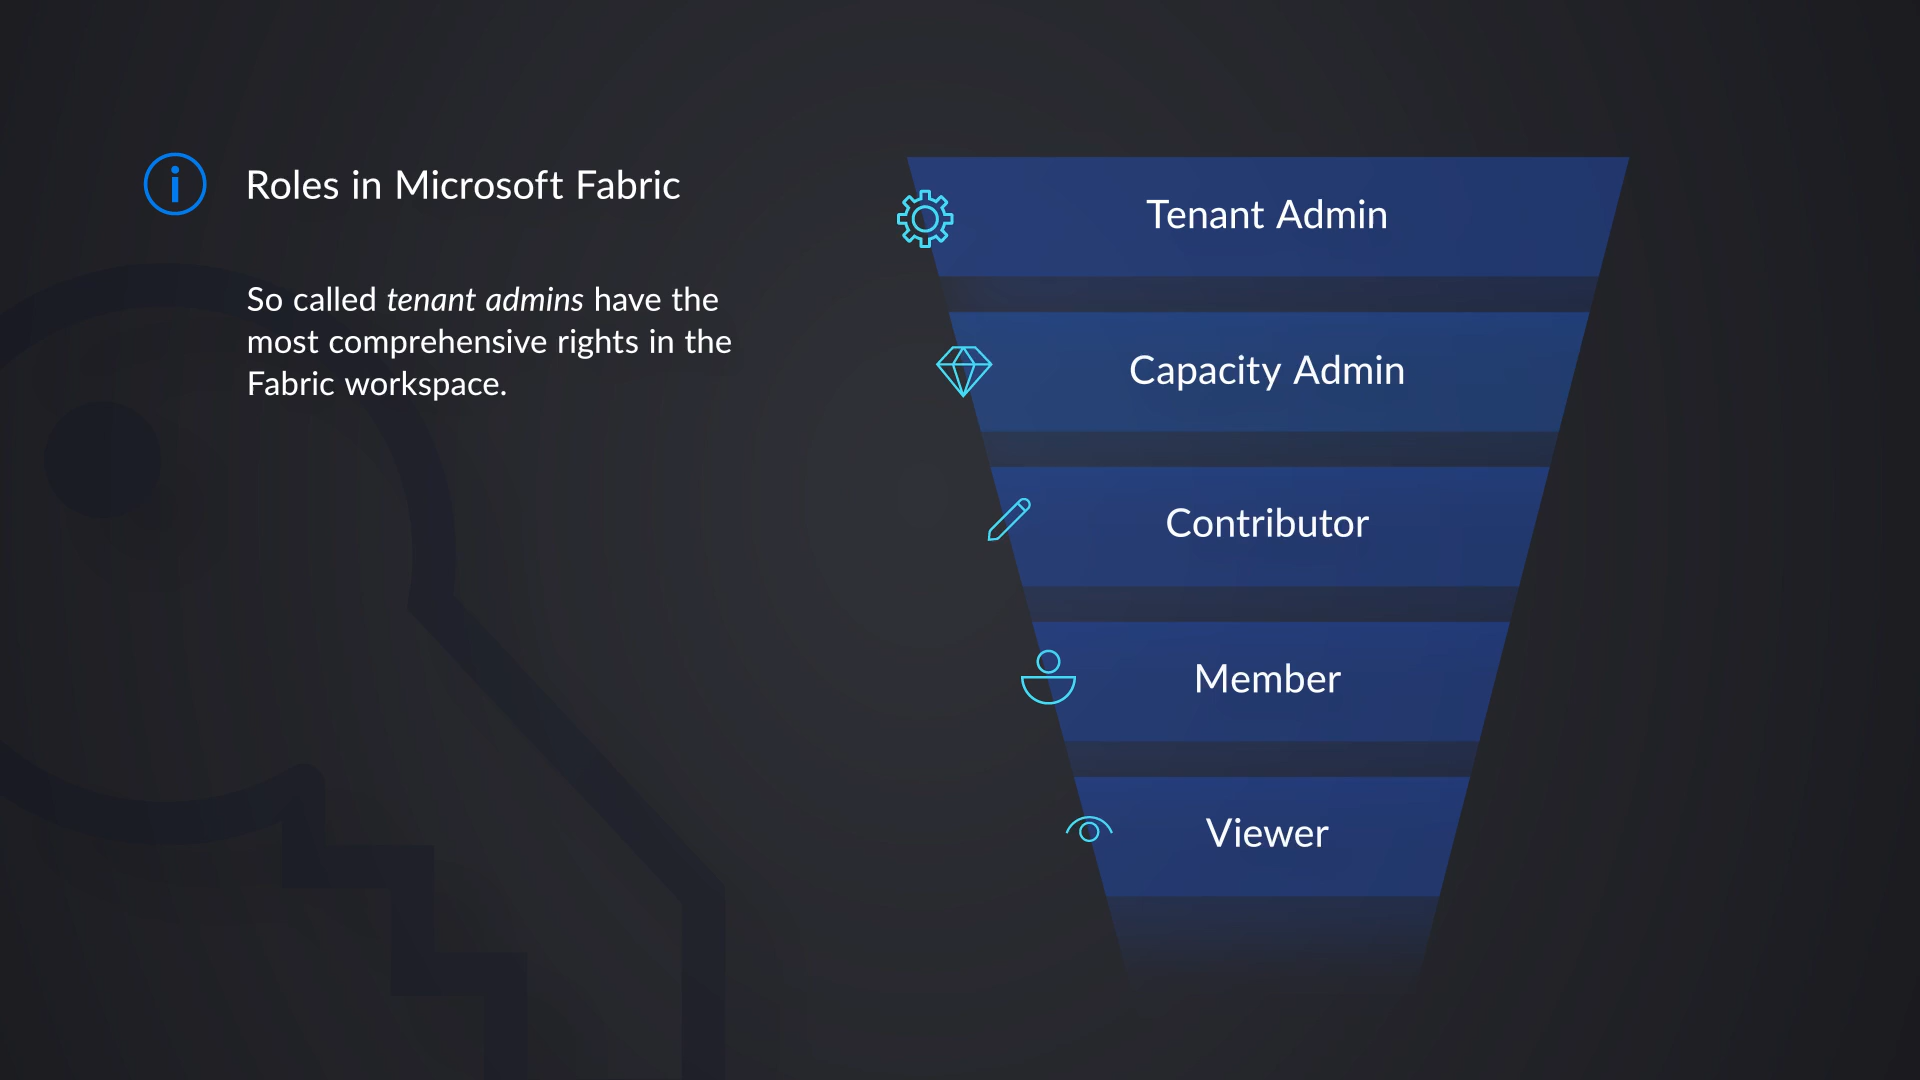 Roles in Microsoft Fabric
So called tenant admins have the
most comprehensive rights in the
Fabric workspace.
Tenant Admin
Capacity Admin
Contributor
Member
Viewer